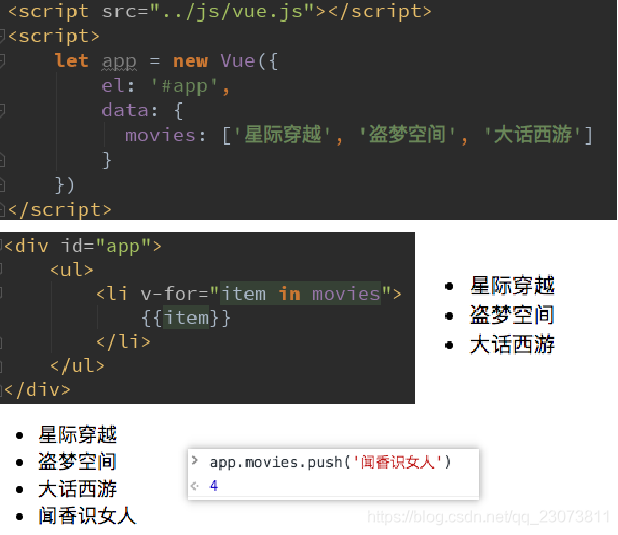 <script src="../js/vue.js"></script>
<script>
let app = new Vue({
el: '#app',
data: {
movies: ['星际穿越', '盗梦空间', '大话西游']
}
})
</script>
<div id="app">
<ul>
<li v-for="item in movies">
{{item}}
</li>
</ul>
</div>
• 星际穿越
• 盗梦空间
• 大话西游
• 星际穿越
• 盗梦空间
• 大话西游
• 闻香识女人
> app.movies.push('闻香识女人')
< 4
https://blog.csdn.net/qq_23073811